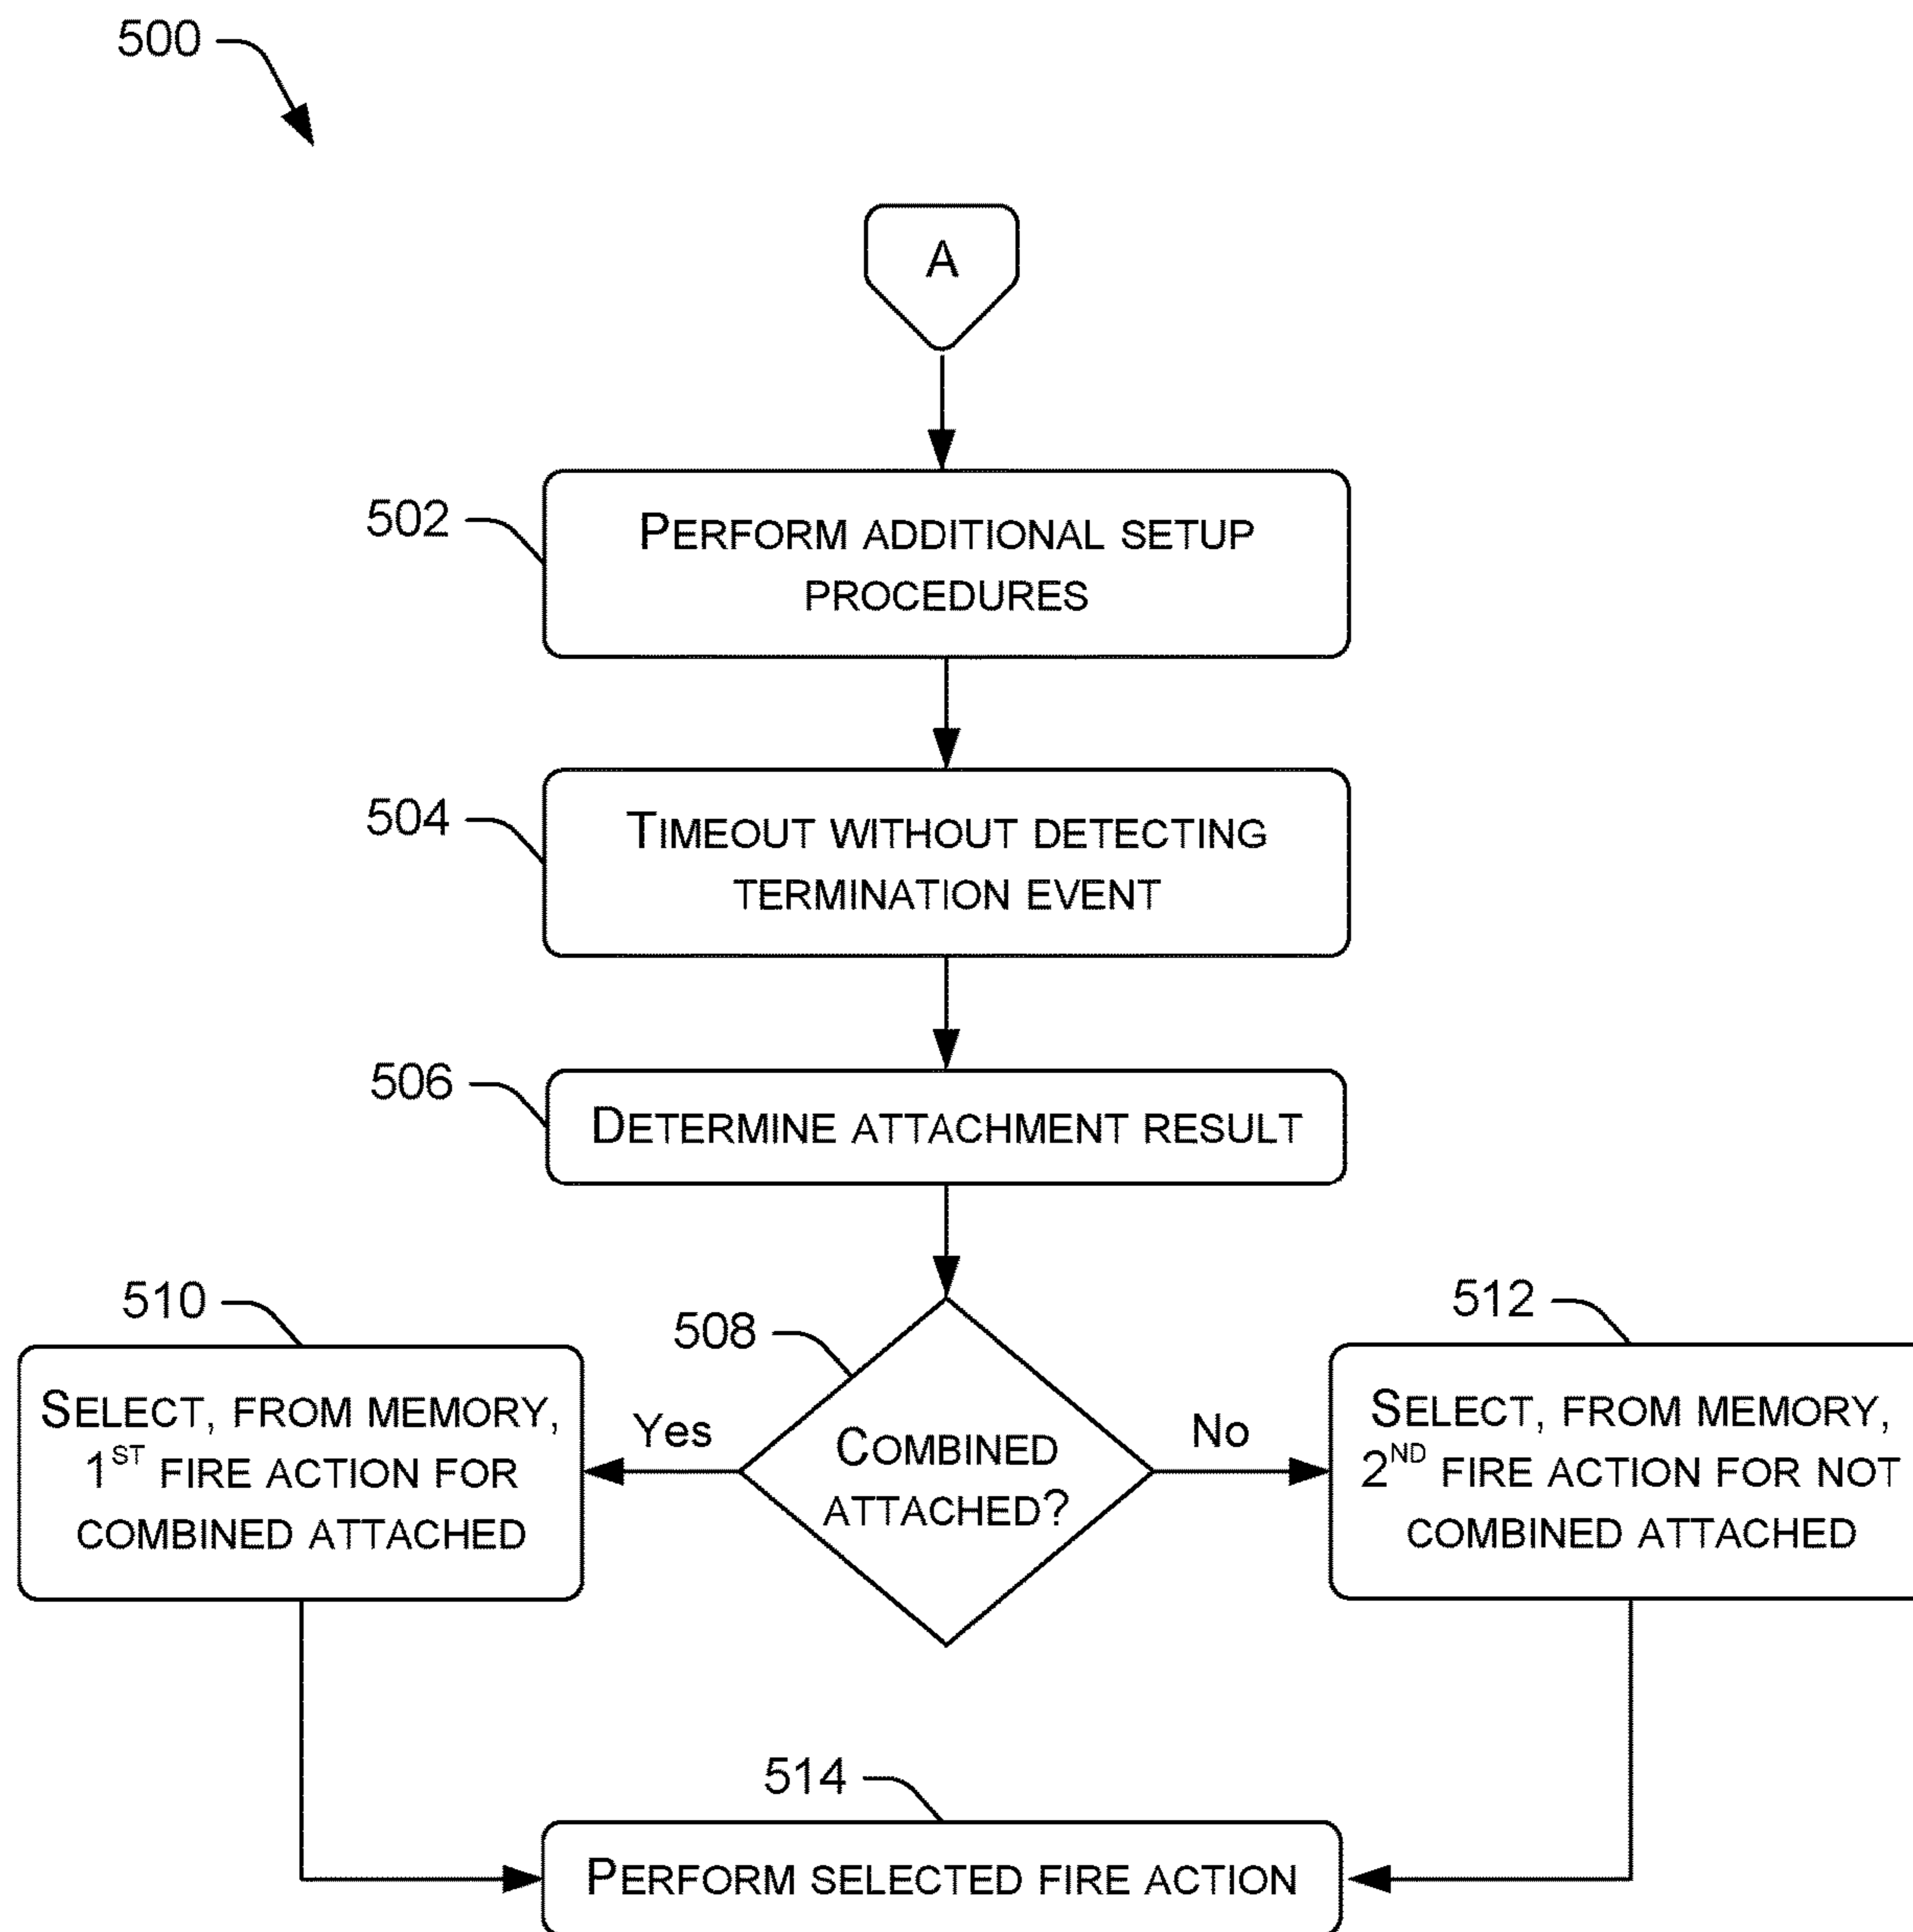 500
A
502
PERFORM ADDITIONAL SETUP
PROCEDURES
504
TIMEOUT WITHOUT DETECTING
TERMINATION EVENT
506
DETERMINE ATTACHMENT RESULT
508
COMBINED
ATTACHED?
Yes
No
510
SELECT, FROM MEMORY,
1ST FIRE ACTION FOR
COMBINED ATTACHED
512
SELECT, FROM MEMORY,
2ND FIRE ACTION FOR NOT
COMBINED ATTACHED
514
PERFORM SELECTED FIRE ACTION